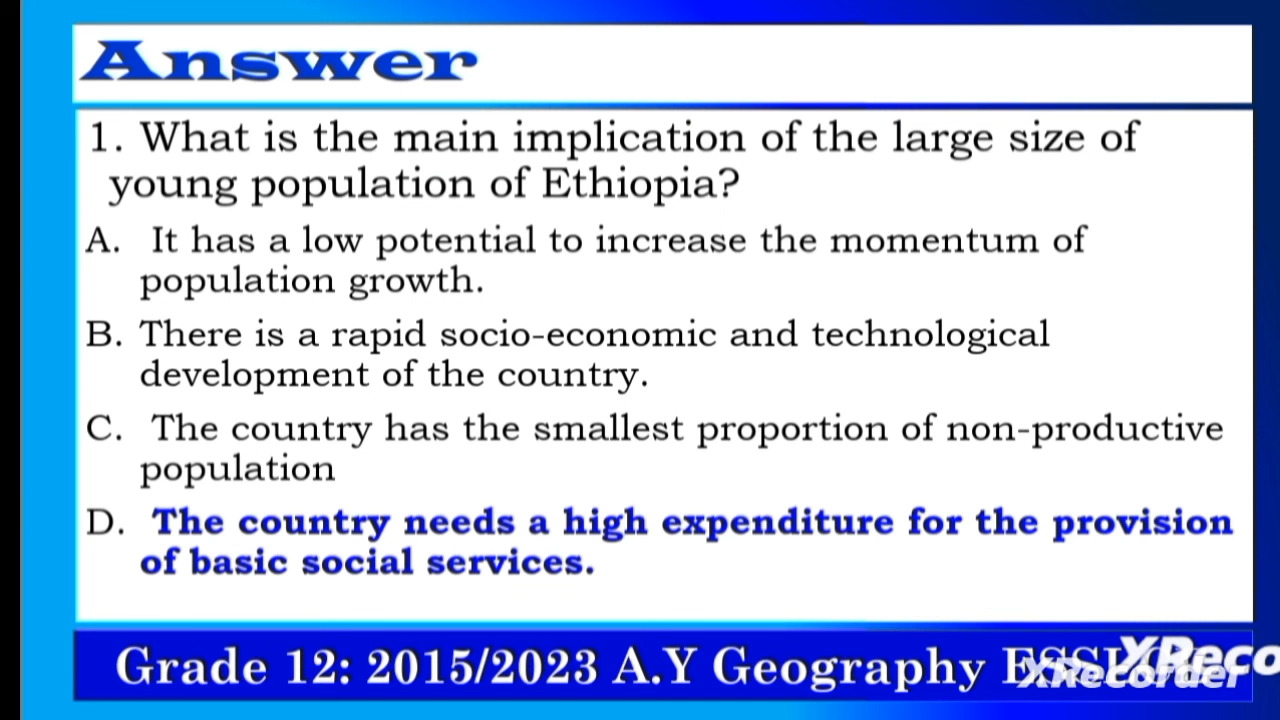 Answer
1. What is the main implication of the large size of
young population of Ethiopia?
A. It has a low potential to increase the momentum of
population growth.
B. There is a rapid socio-economic and technological
development of the country.
C. The country has the smallest proportion of non-productive
population
D. The country needs a high expenditure for the provision
of basic social services.
Grade 12: 2015/2023 A.Y Geography
XRecorder